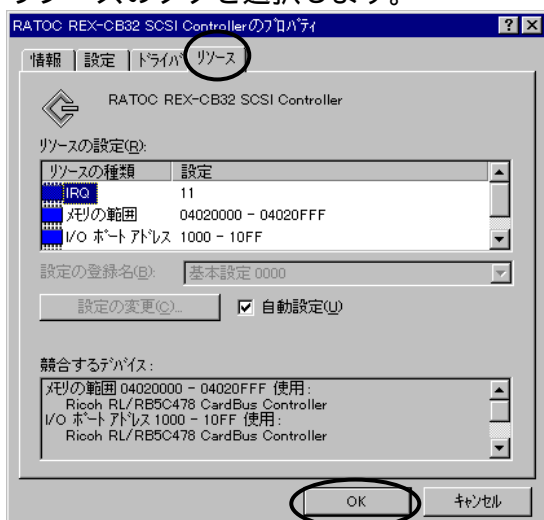 リソースのタブを選択します。
RATOC REX-CB32 SCSI Controllerのプロパティ
情報 設定 ドライバ リソース
RATOC REX-CB32 SCSI Controller
リソースの設定(R):
リソースの種類 設定
IRQ 11
メモリの範囲 04020000 - 04020FFF
I/O ポート アドレス 1000 - 10FF
設定の登録名(B): 基本設定 0000
設定の変更(C)... 自動設定(U)
競合するデバイス:
メモリの範囲 04020000 - 04020FFF 使用:
Ricoh RL/RB5C478 CardBus Controller
I/O ポート アドレス 1000 - 10FF 使用:
Ricoh RL/RB5C478 CardBus Controller
OK キャンセル